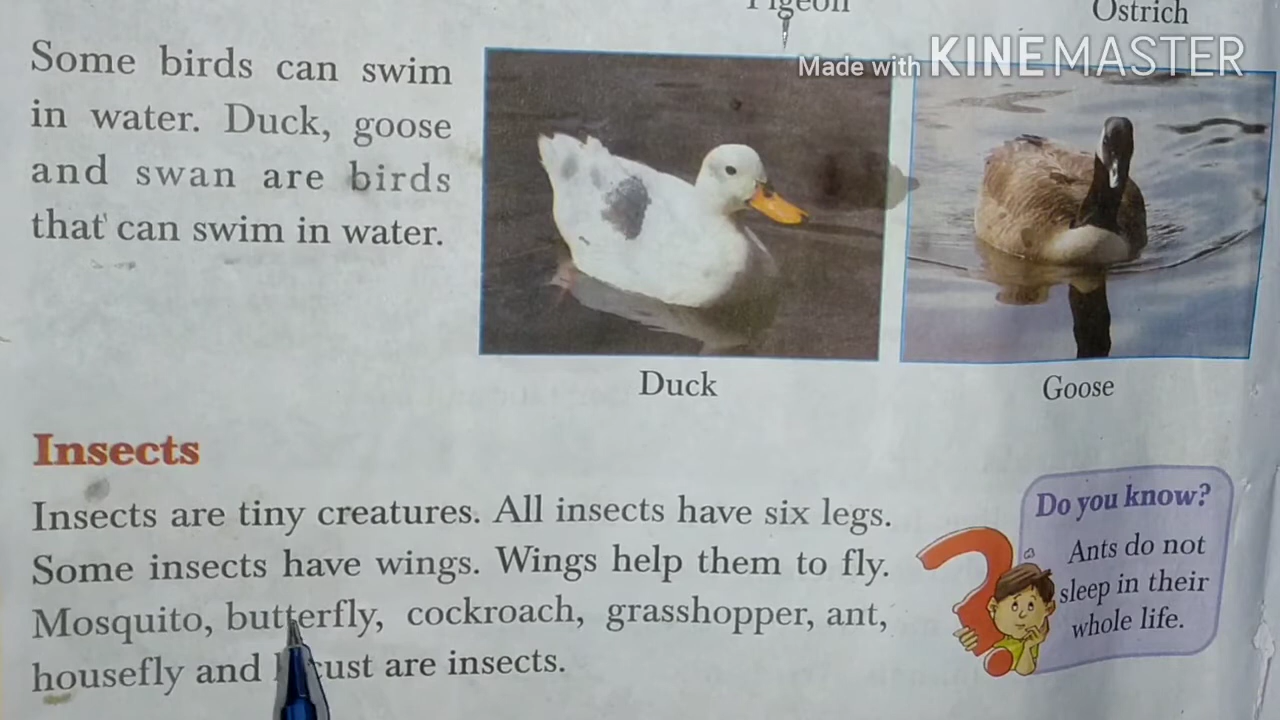 Pigeon
Ostrich
Made with KINEMASTER
Some birds can swim
in water. Duck, goose
and swan are birds
that can swim in water.
Duck
Goose
Insects
Insects are tiny creatures. All insects have six legs.
Some insects have wings. Wings help them to fly.
Mosquito, butterfly, cockroach, grasshopper, ant,
housefly and locust are insects.
Do you know?
Ants do not
sleep in their
whole life.